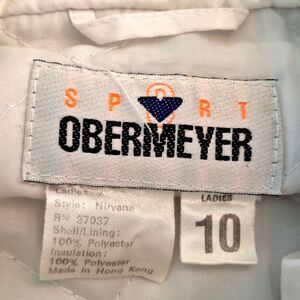 SPORT
OBERMEYER
Ladies
Style: Nirvana
RN 37037
Shell/Lining:
100% Polyester
Insulation:
100% Polyester
Made in Hong Kong
LADIES
10